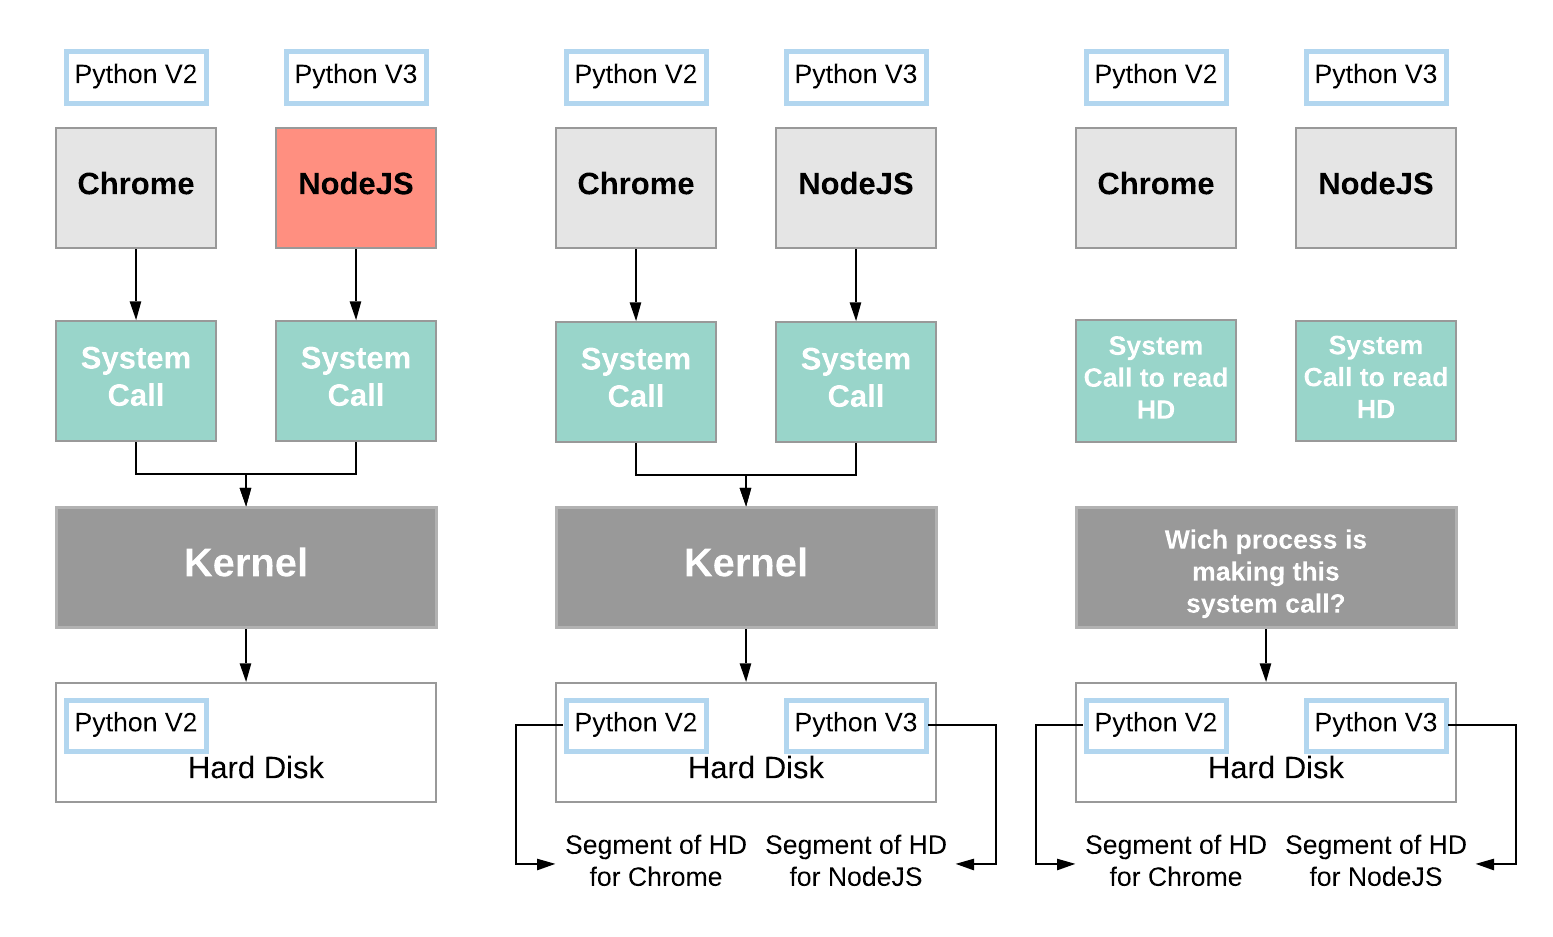 Python V2
Python V3
Chrome
NodeJS
System
Call
System
Call
Kernel
Python V2
Hard Disk
Python V2
Python V3
Chrome
NodeJS
System
Call
System
Call
Kernel
Python V2
Python V3
Hard Disk
Segment of HD
for Chrome
Segment of HD
for NodeJS
Python V2
Python V3
Chrome
NodeJS
System
Call to read
HD
System
Call to read
HD
Wich process is
making this
system call?
Python V2
Python V3
Hard Disk
Segment of HD
for Chrome
Segment of HD
for NodeJS